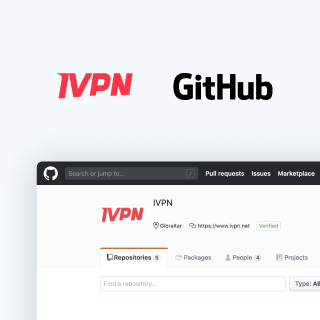 IVPN GitHub
Search or jump to... /
Pull requests Issues Marketplace
IVPN
IVPN
Gibraltar https://www.ivpn.net Verified
Repositories 5 Packages People 4 Projects
Find a repository...
Type: All